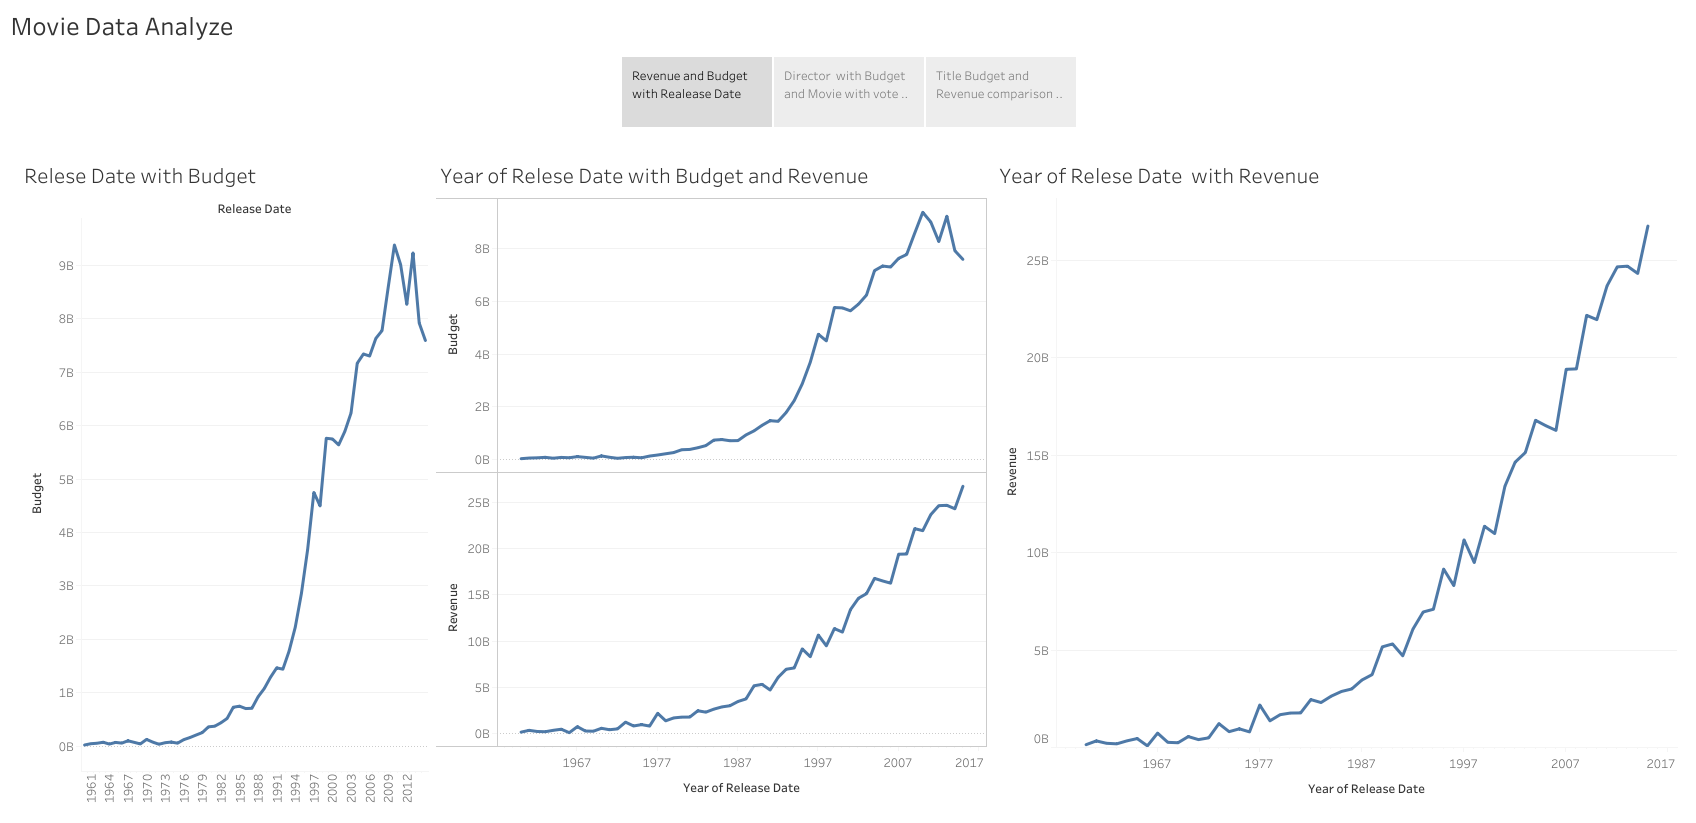 Movie Data Analyze
Revenue and Budget
with Realease Date
Director  with Budget
and Movie with vote ..
Title Budget and
Revenue comparison ..
Relese Date with Budget
Release Date
9B
8B
7B
6B
5B
4B
3B
2B
1B
0B
Budget
1961
1964
1967
1970
1973
1976
1979
1982
1985
1988
1991
1994
1997
2000
2003
2006
2009
2012
Year of Relese Date with Budget and Revenue
8B
6B
4B
2B
0B
Budget
25B
20B
15B
10B
5B
0B
Revenue
1967
1977
1987
1997
2007
2017
Year of Release Date
Year of Relese Date  with Revenue
25B
20B
15B
10B
5B
0B
Revenue
1967
1977
1987
1997
2007
2017
Year of Release Date